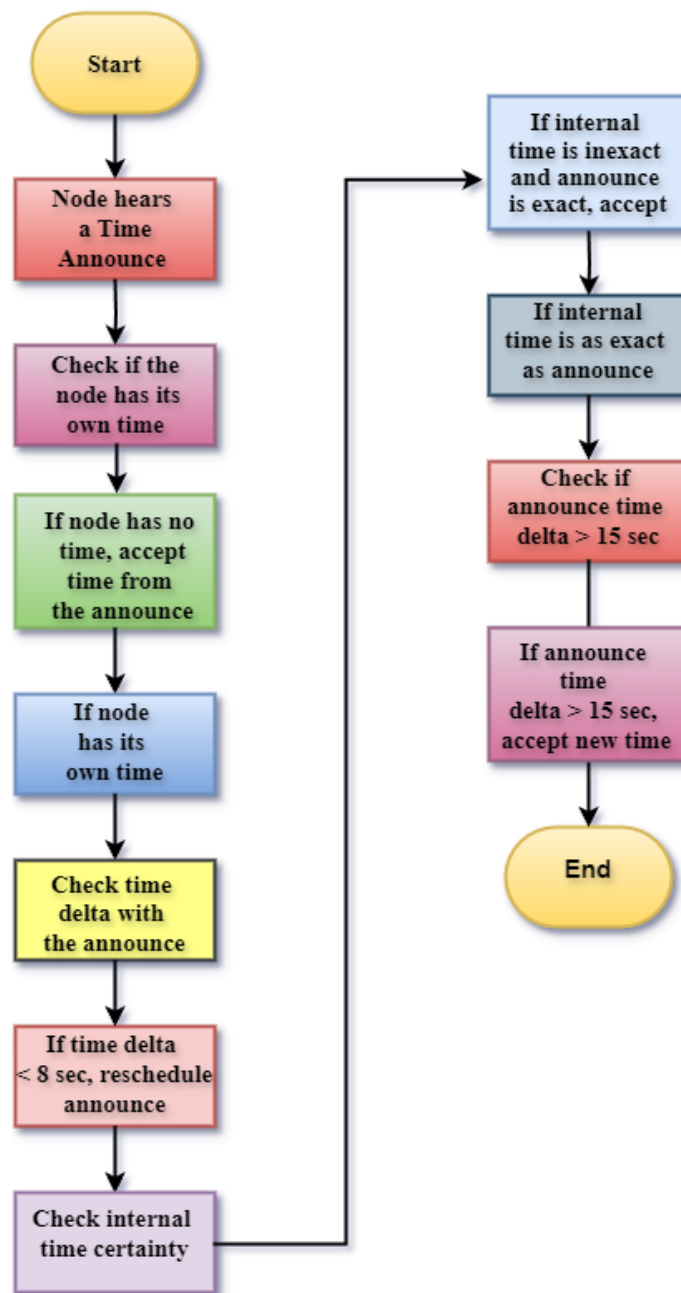 Start
Node hears
a Time
Announce
Check if the
node has its
own time
If node has no
time, accept
time from
the announce
If node
has its
own time
Check time
delta with
the announce
If time delta
< 8 sec, reschedule
announce
Check internal
time certainty
If internal
time is inexact
and announce
is exact, accept
If internal
time is as exact
as announce
Check if
announce time
delta > 15 sec
If announce
time
delta > 15 sec,
accept new time
End